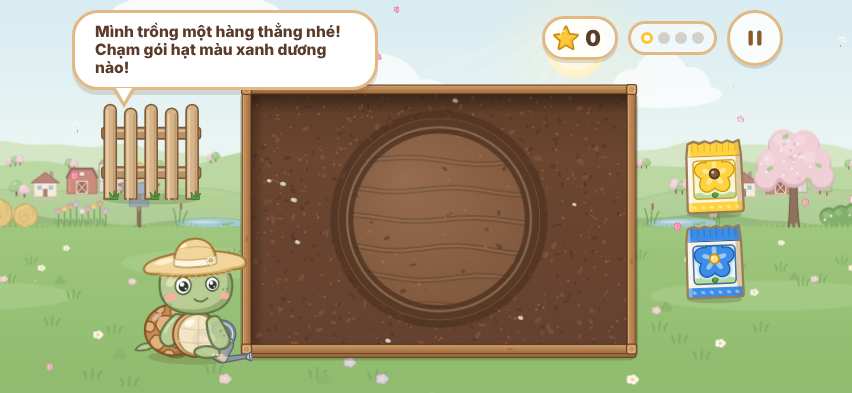 Mình trồng một hàng thẳng nhé!
Chạm gói hạt màu xanh dương
nào!
0